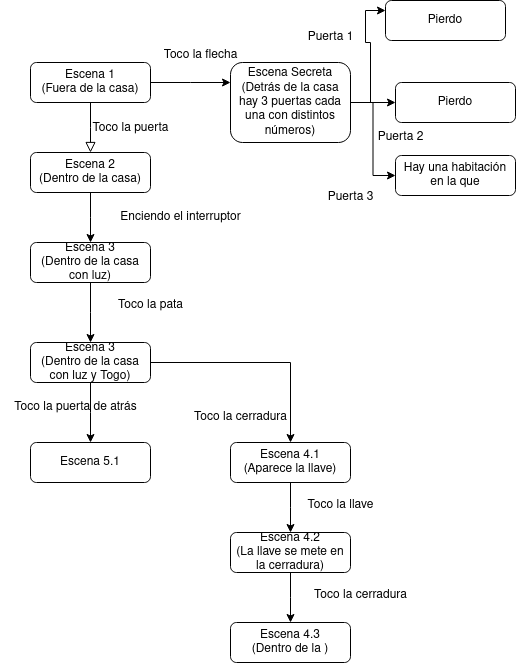 Pierdo
Puerta 1
Toco la flecha
Escena 1
(Fuera de la casa)
Escena Secreta
(Detrás de la casa
hay 3 puertas cada
una con distintos
números)
Pierdo
Toco la puerta
Puerta 2
Escena 2
(Dentro de la casa)
Hay una habitación
en la que
Puerta 3
Enciendo el interruptor
Escena 3
(Dentro de la casa
con luz)
Toco la pata
Escena 3
(Dentro de la casa
con luz y Togo)
Toco la puerta de atrás
Toco la cerradura
Escena 5.1
Escena 4.1
(Aparece la llave)
Toco la llave
Escena 4.2
(La llave se mete en
la cerradura)
Toco la cerradura
Escena 4.3
(Dentro de la )